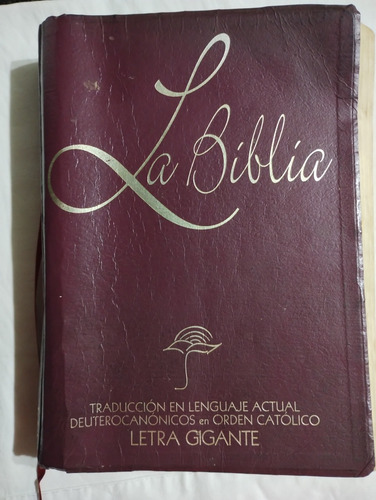 La Biblia
TRADUCCIÓN EN LENGUAJE ACTUAL
DEUTEROCANÓNICOS en ORDEN CATÓLICO
LETRA GIGANTE